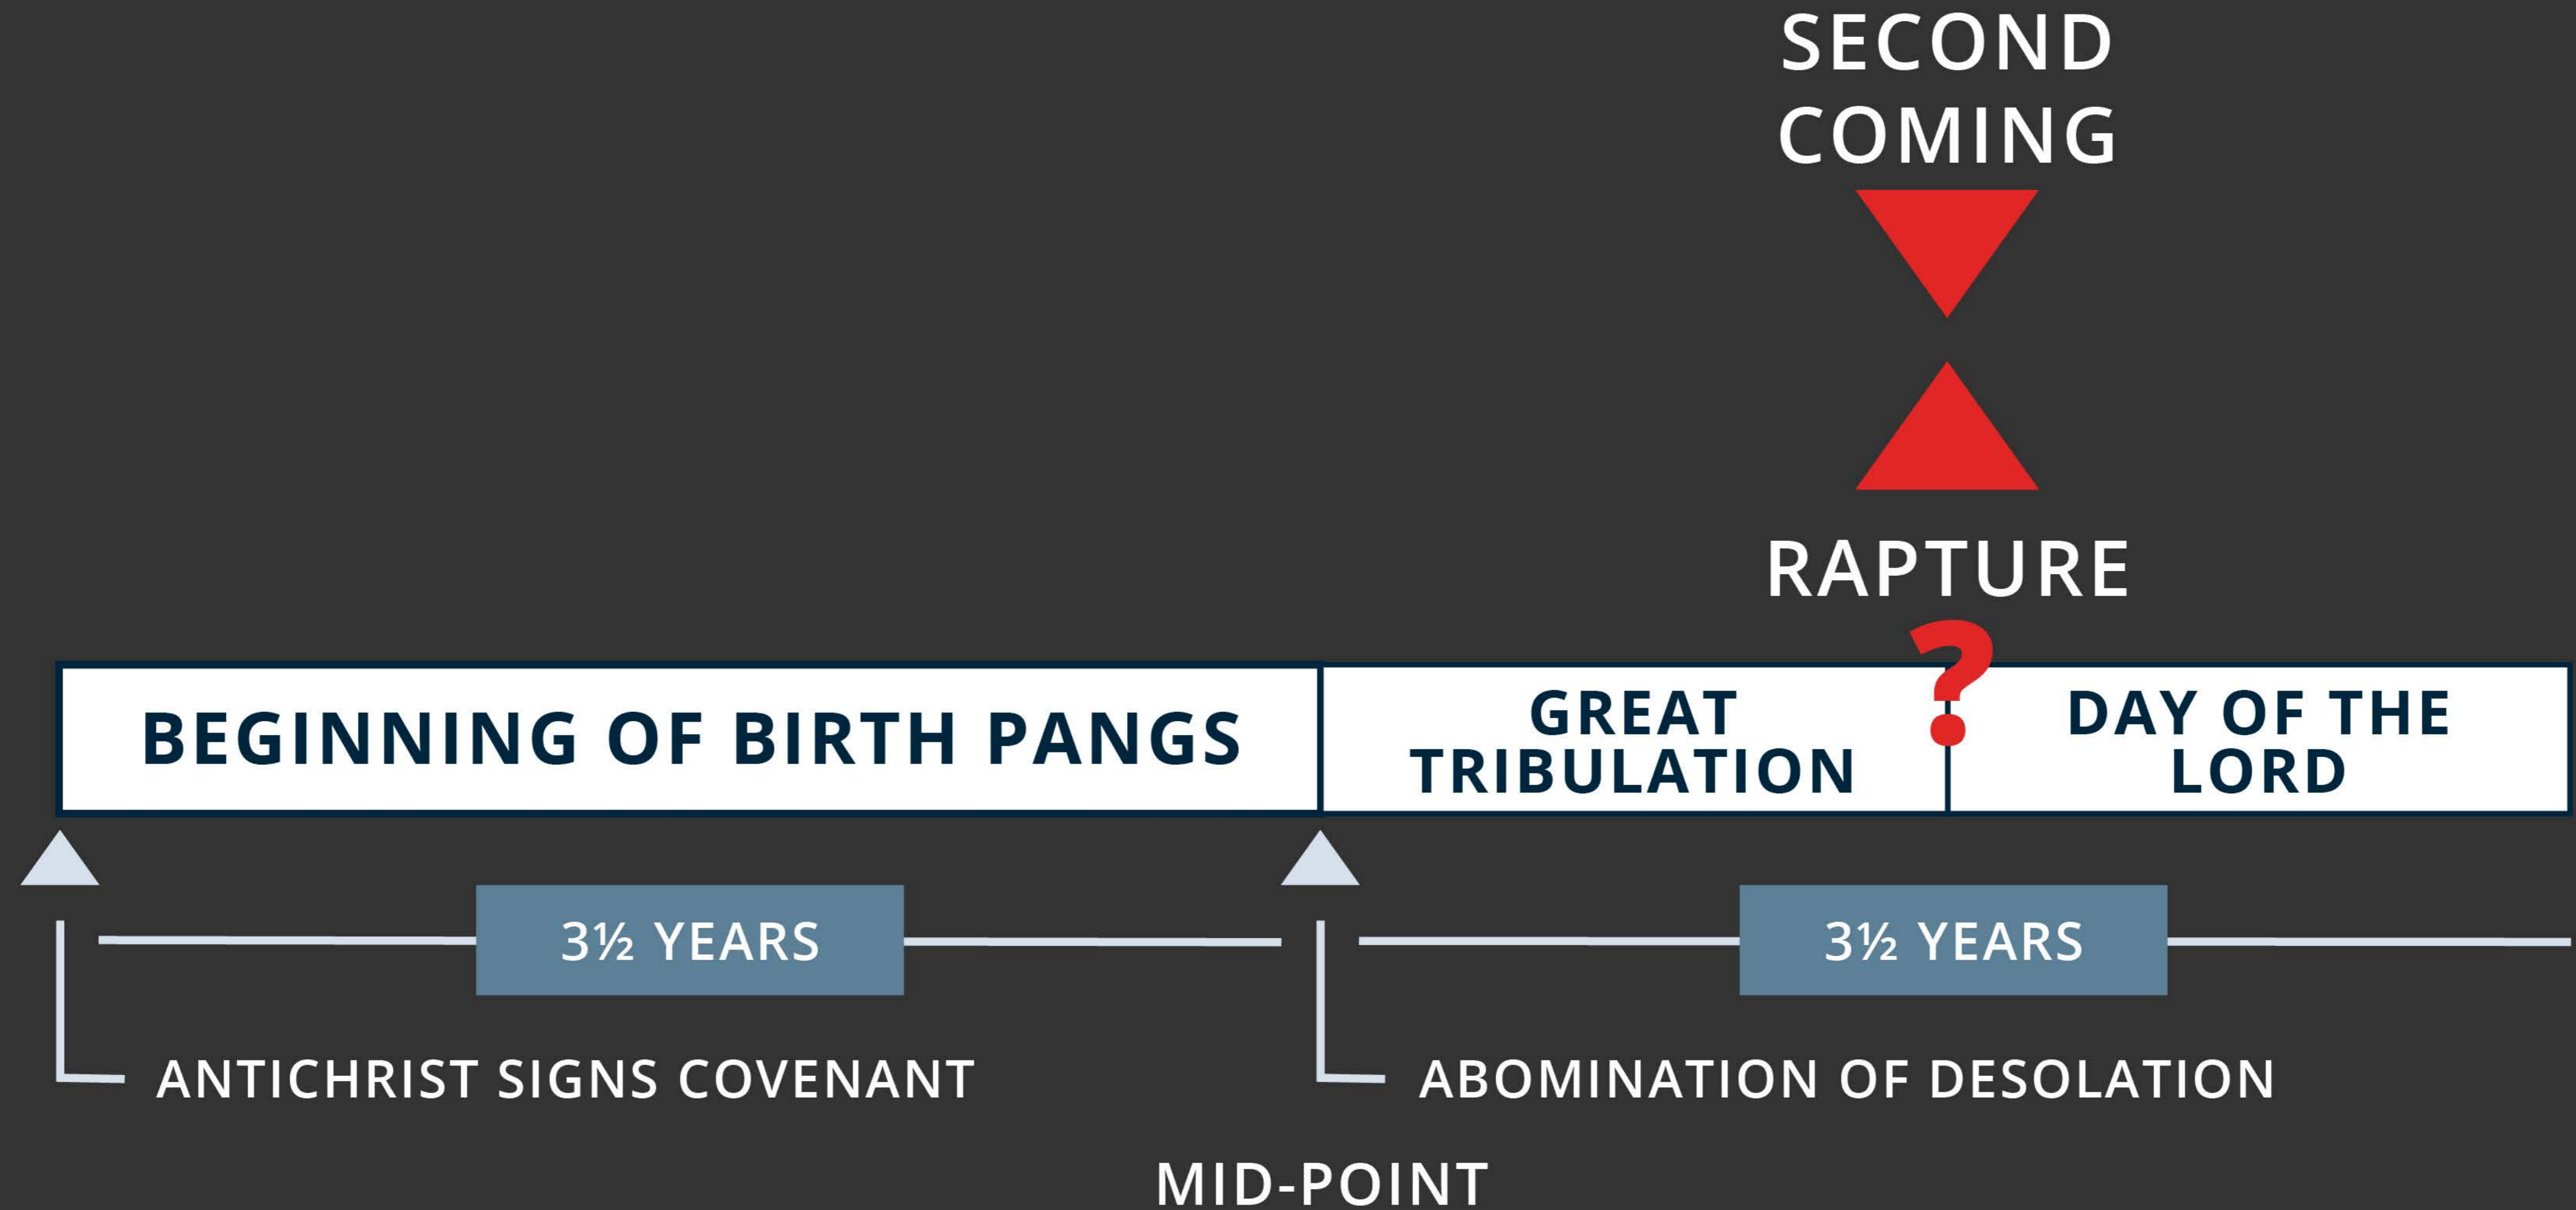 SECOND
COMING
RAPTURE
?
BEGINNING OF BIRTH PANGS
GREAT
TRIBULATION
DAY OF THE
LORD
3½ YEARS
3½ YEARS
ANTICHRIST SIGNS COVENANT
ABOMINATION OF DESOLATION
MID-POINT